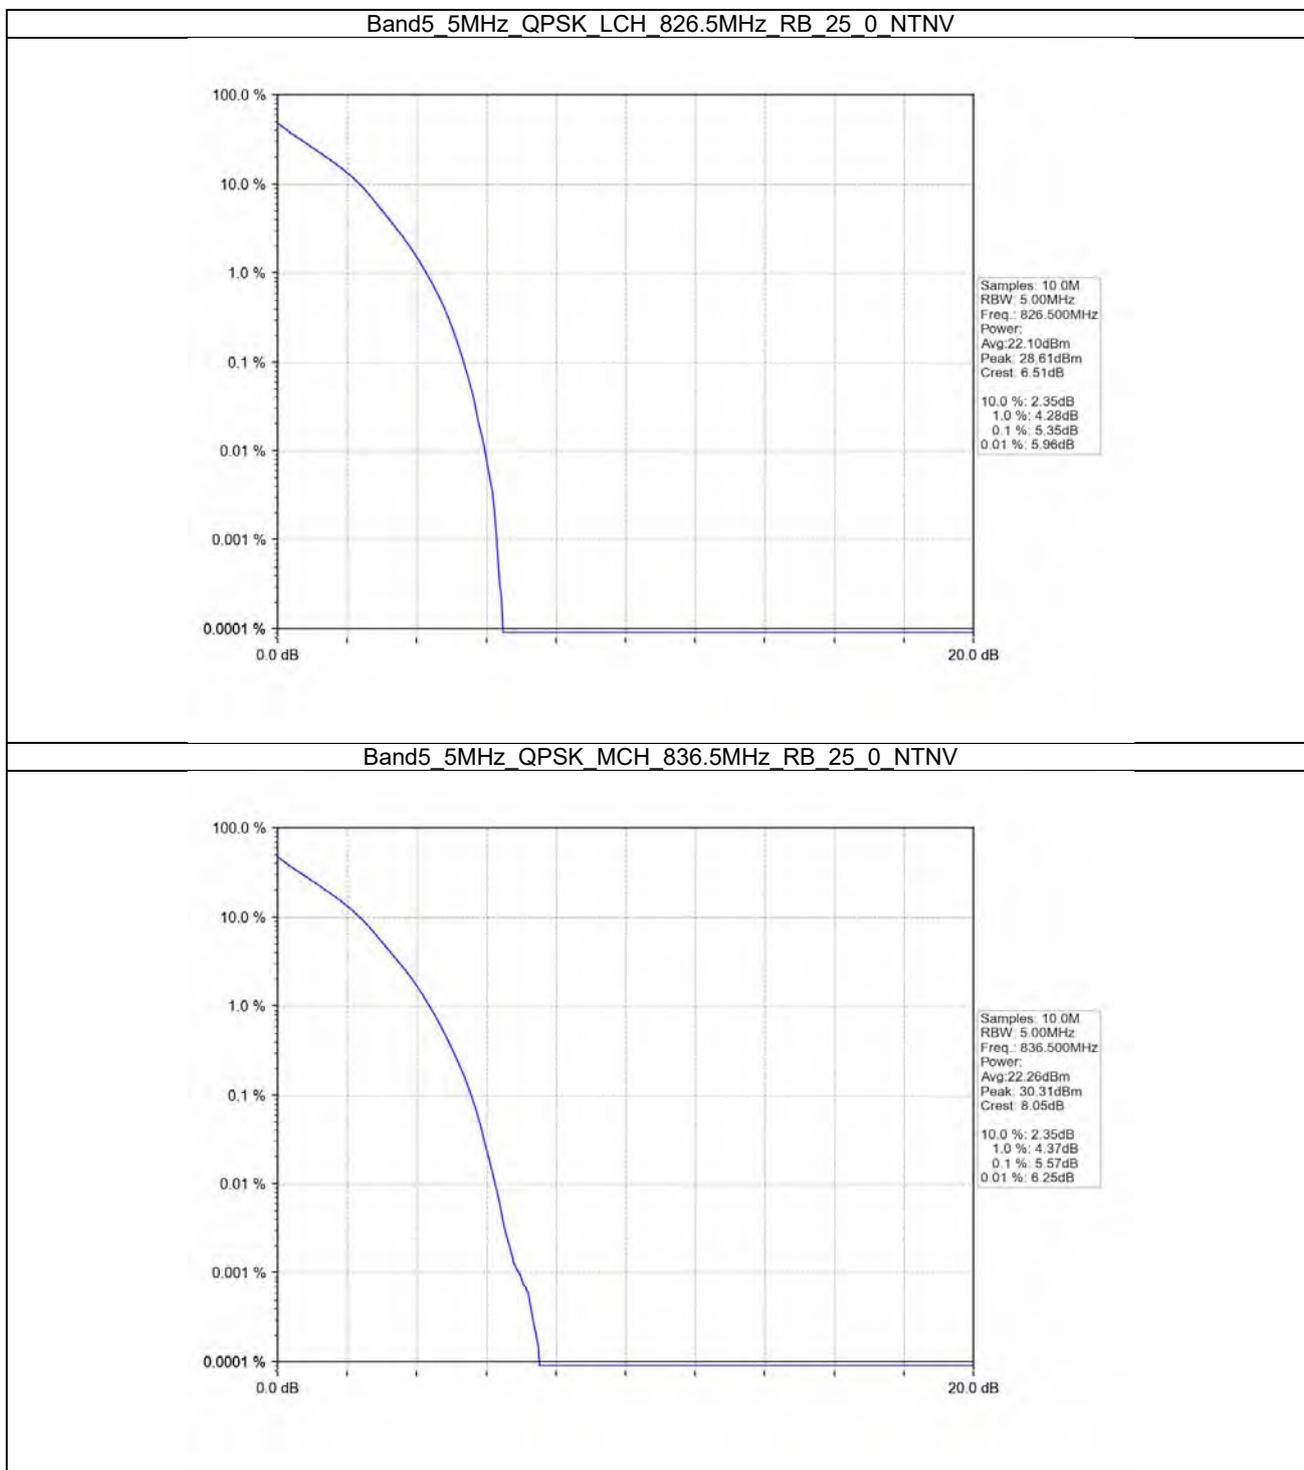 Band5_5MHz_QPSK_LCH_826.5MHz_RB_25_0_NTNV
100.0 %
10.0 %
1.0 %
0.1 %
0.01 %
0.001 %
0.0001 %
0.0 dB
20.0 dB
Samples: 10.0M
RBW: 5.00MHz
Freq.: 826.500MHz
Power:
Avg:22.10dBm
Peak: 28.61dBm
Crest: 6.51dB
10.0 %: 2.35dB
1.0 %: 4.28dB
0.1 %: 5.35dB
0.01 %: 5.96dB
Band5_5MHz_QPSK_MCH_836.5MHz_RB_25_0_NTNV
100.0 %
10.0 %
1.0 %
0.1 %
0.01 %
0.001 %
0.0001 %
0.0 dB
20.0 dB
Samples: 10.0M
RBW: 5.00MHz
Freq.: 836.500MHz
Power:
Avg:22.26dBm
Peak: 30.31dBm
Crest: 8.05dB
10.0 %: 2.35dB
1.0 %: 4.37dB
0.1 %: 5.57dB
0.01 %: 6.25dB